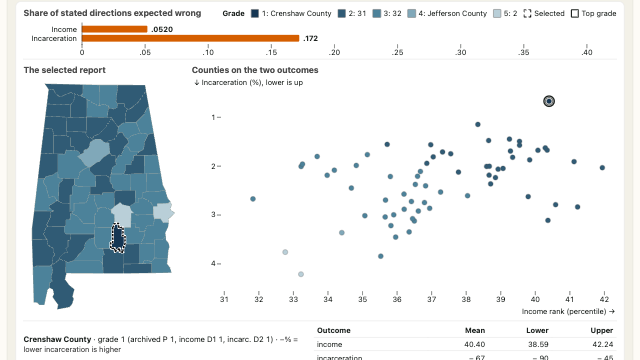 Share of stated directions expected wrong
Grade 1: Crenshaw County 2: 31 3: 32 4: Jefferson County 5: 2 Selected Top grade
Income .0520
Incarceration .172
0 .05 .10 .15 .20 .25 .30 .35 .40
The selected report
Counties on the two outcomes
↓ Incarceration (%), lower is up
1
2
3
4
31 32 33 34 35 36 37 38 39 40 41 42
Income rank (percentile) →
Crenshaw County · grade 1 (archived P 1, income D1 1, incarc. D2 1) · −% =
lower incarceration is higher
Outcome Mean Lower Upper
income 40.40 38.59 42.24
incarceration − 67 − 90 − 45